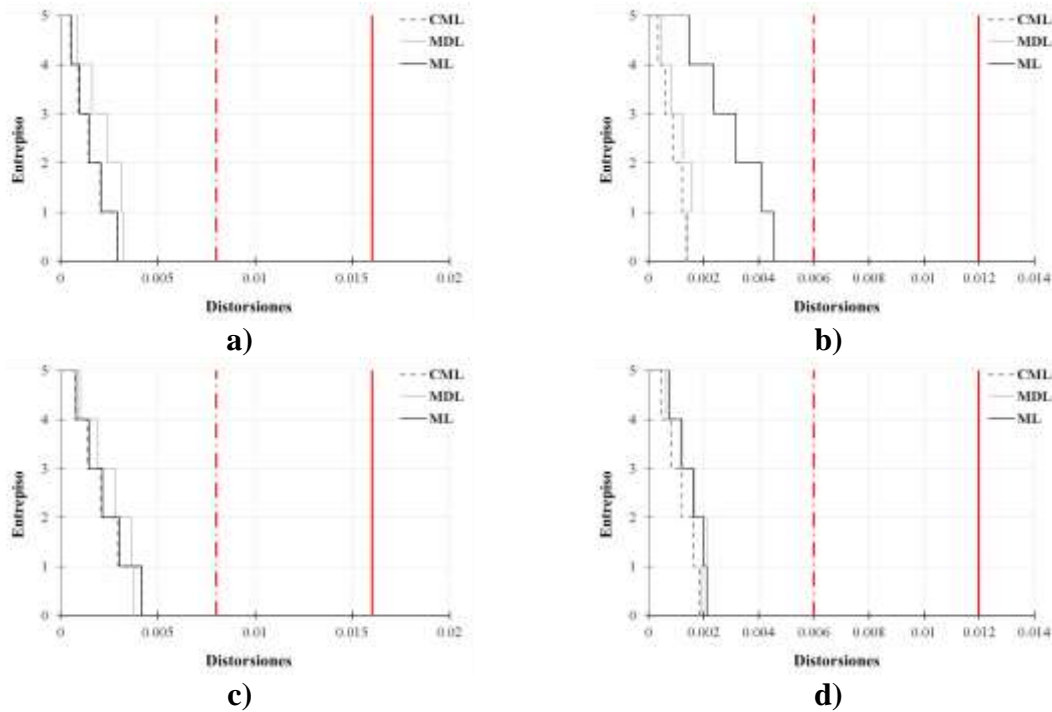 5
4
3
2
1
0
Entrepiso
0
0.005
0.01
0.015
0.02
Distorsiones
CML
MDL
ML
a)
5
4
3
2
1
0
Entrepiso
0
0.002
0.004
0.006
0.008
0.01
0.012
0.014
Distorsiones
CML
MDL
ML
b)
5
4
3
2
1
0
Entrepiso
0
0.005
0.01
0.015
0.02
Distorsiones
CML
MDL
ML
c)
5
4
3
2
1
0
Entrepiso
0
0.002
0.004
0.006
0.008
0.01
0.012
0.014
Distorsiones
CML
MDL
ML
d)